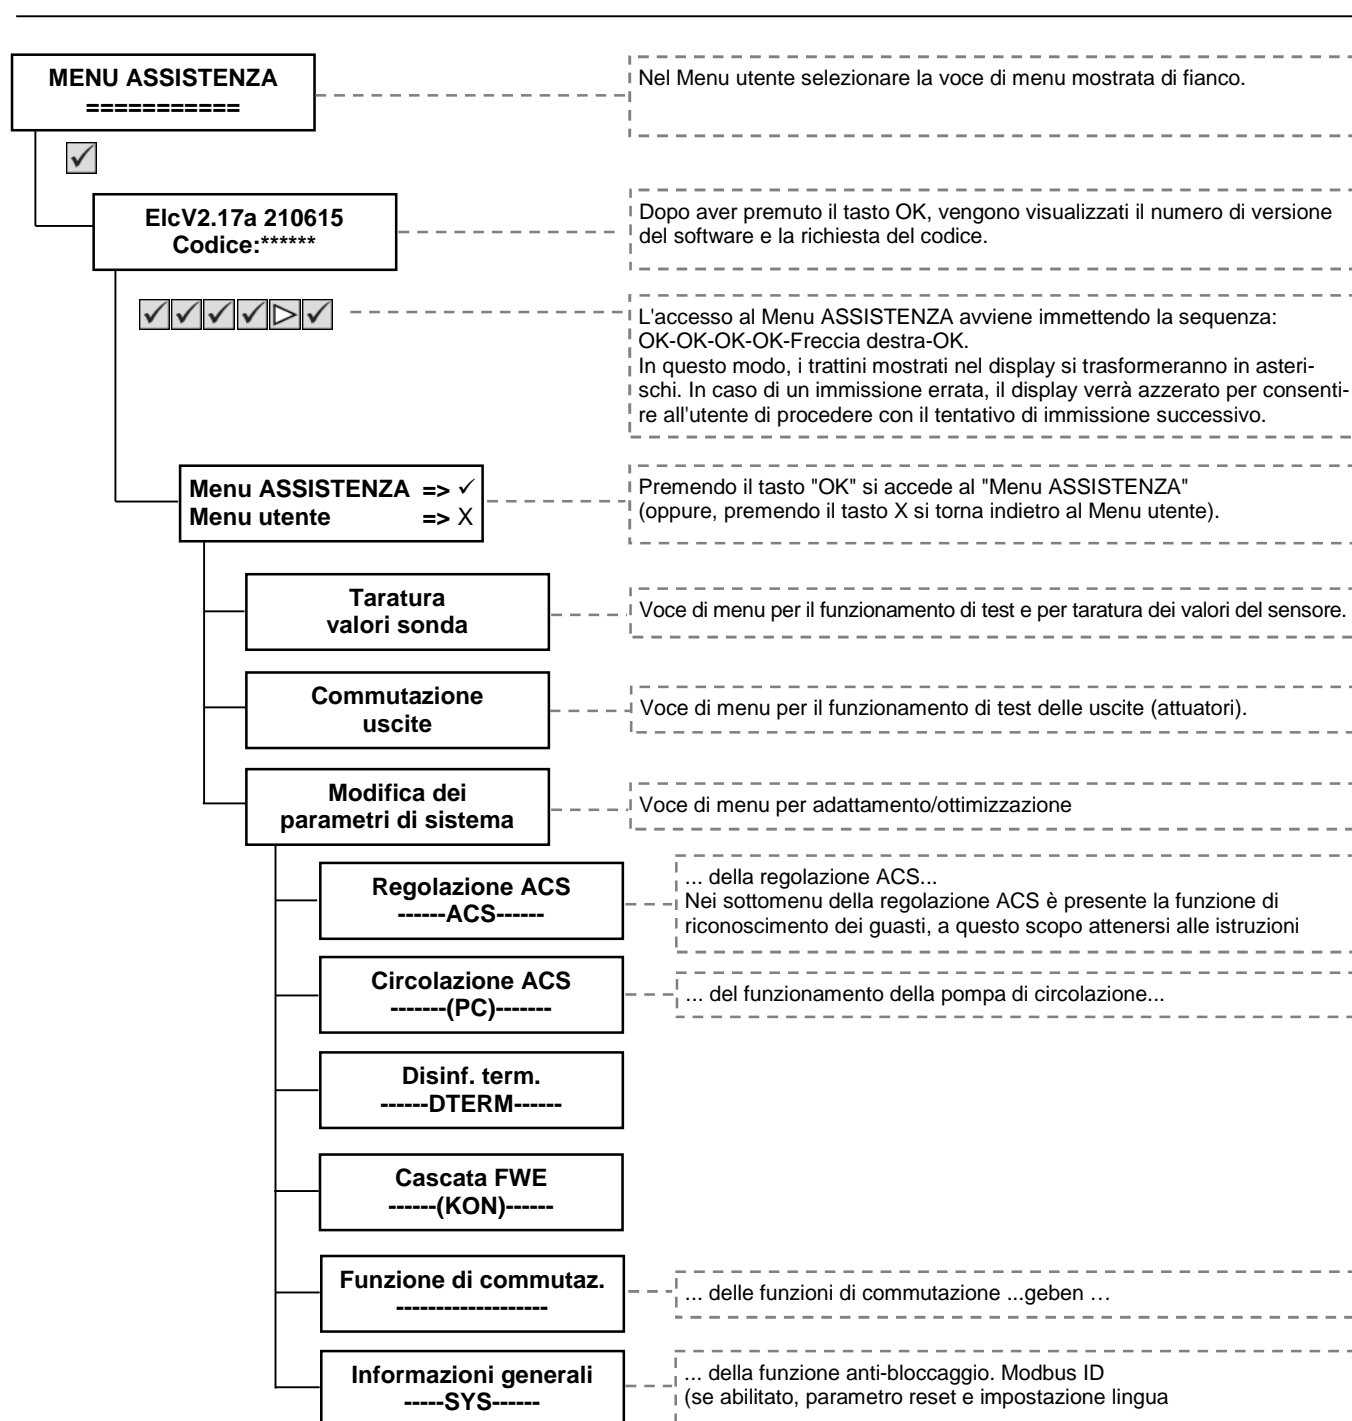 MENU ASSISTENZA
===========
Nel Menu utente selezionare la voce di menu mostrata di fianco.
ElcV2.17a 210615
Codice:******
Dopo aver premuto il tasto OK, vengono visualizzati il numero di versione
del software e la richiesta del codice.
L'accesso al Menu ASSISTENZA avviene immettendo la sequenza:
OK-OK-OK-OK-Freccia destra-OK.
In questo modo, i trattini mostrati nel display si trasformeranno in asteri-
schi. In caso di un immissione errata, il display verrà azzerato per consenti-
re all'utente di procedere con il tentativo di immissione successivo.
Menu ASSISTENZA => ✓
Menu utente => X
Premendo il tasto "OK" si accede al "Menu ASSISTENZA"
(oppure, premendo il tasto X si torna indietro al Menu utente).
Taratura
valori sonda
Voce di menu per il funzionamento di test e per taratura dei valori del sensore.
Commutazione
uscite
Voce di menu per il funzionamento di test delle uscite (attuatori).
Modifica dei
parametri di sistema
Voce di menu per adattamento/ottimizzazione
Regolazione ACS
------ACS------
... della regolazione ACS...
Nei sottomenu della regolazione ACS è presente la funzione di
riconoscimento dei guasti, a questo scopo attenersi alle istruzioni
Circolazione ACS
-------(PC)-------
... del funzionamento della pompa di circolazione...
Disinf. term.
------DTERM------
Cascata FWE
------(KON)------
Funzione di commutaz.
-------------------
... delle funzioni di commutazione ...geben …
Informazioni generali
-----SYS------
... della funzione anti-bloccaggio. Modbus ID
(se abilitato, parametro reset e impostazione lingua